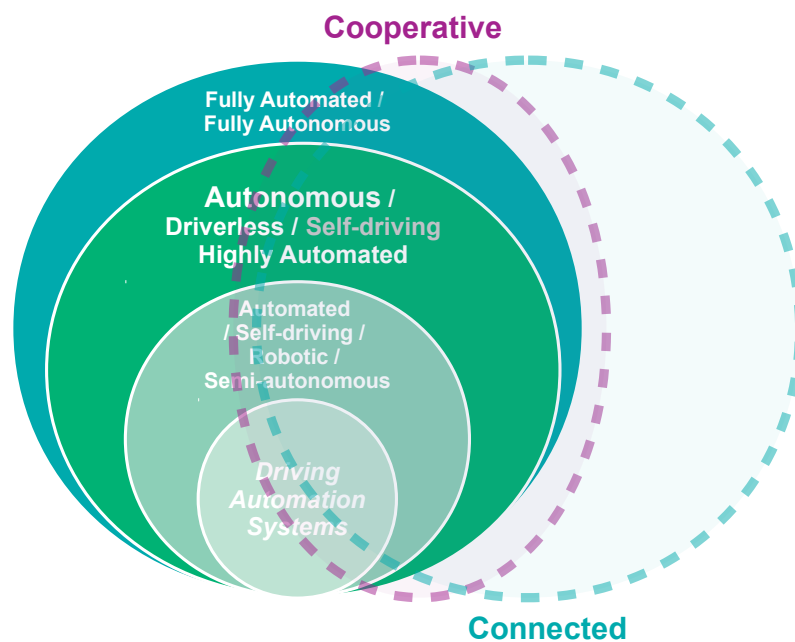 Cooperative
Fully Automated /
Fully Autonomous
Autonomous /
Driverless / Self-driving
Highly Automated
Automated
/ Self-driving /
Robotic /
Semi-autonomous
Driving
Automation
Systems
Connected